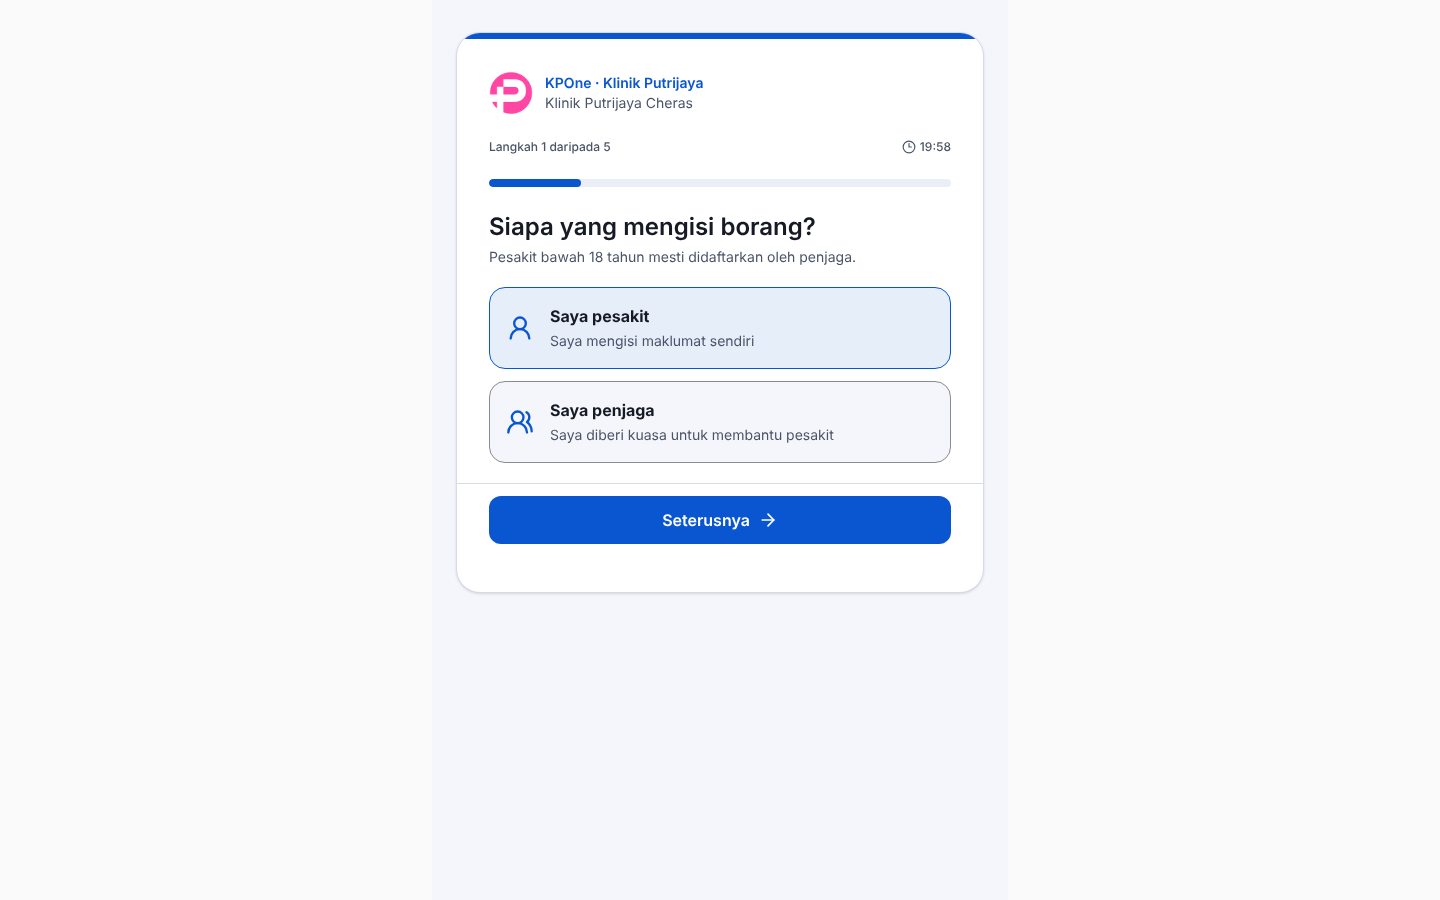 KPOne · Klinik Putrijaya
Klinik Putrijaya Cheras
Langkah 1 daripada 5
19:58
Siapa yang mengisi borang?
Pesakit bawah 18 tahun mesti didaftarkan oleh penjaga.
Saya pesakit
Saya mengisi maklumat sendiri
Saya penjaga
Saya diberi kuasa untuk membantu pesakit
Seterusnya